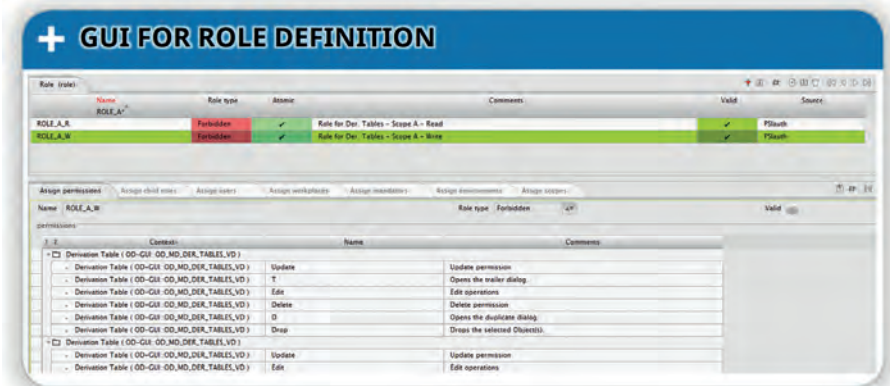 + GUI FOR ROLE DEFINITION
Role (role)
Name Role type Atomic Comments Valid Source
ROLE_A*
ROLE_A_R Forbidden ✔ Role for Der. Tables - Scope A - Read ✔ PSIauth
ROLE_A_W Forbidden ✔ Role for Der. Tables - Scope A - Write ✔ PSIauth
Assign permissions Assign child roles Assign users Assign workplaces Assign mandators Assign environments Assign scopes
Name ROLE_A_W Role type Forbidden Valid
permissions
1 2 Context Name Comments
Derivation Table ( OD-GUI :OD_MD_DER_TABLES_VD )
Derivation Table ( OD-GUI :OD_MD_DER_TABLES_VD ) Update Update permission
Derivation Table ( OD-GUI :OD_MD_DER_TABLES_VD ) T Opens the trailer dialog.
Derivation Table ( OD-GUI :OD_MD_DER_TABLES_VD ) Edit Edit operations
Derivation Table ( OD-GUI :OD_MD_DER_TABLES_VD ) Delete Delete permission
Derivation Table ( OD-GUI :OD_MD_DER_TABLES_VD ) D Opens the duplicate dialog.
Derivation Table ( OD-GUI :OD_MD_DER_TABLES_VD ) Drop Drops the selected Object(s).
Derivation Table ( OD-GUI :OD_MD_DER_TABLES_VD )
Derivation Table ( OD-GUI :OD_MD_DER_TABLES_VD ) Update Update permission
Derivation Table ( OD-GUI :OD_MD_DER_TABLES_VD ) Edit Edit operations